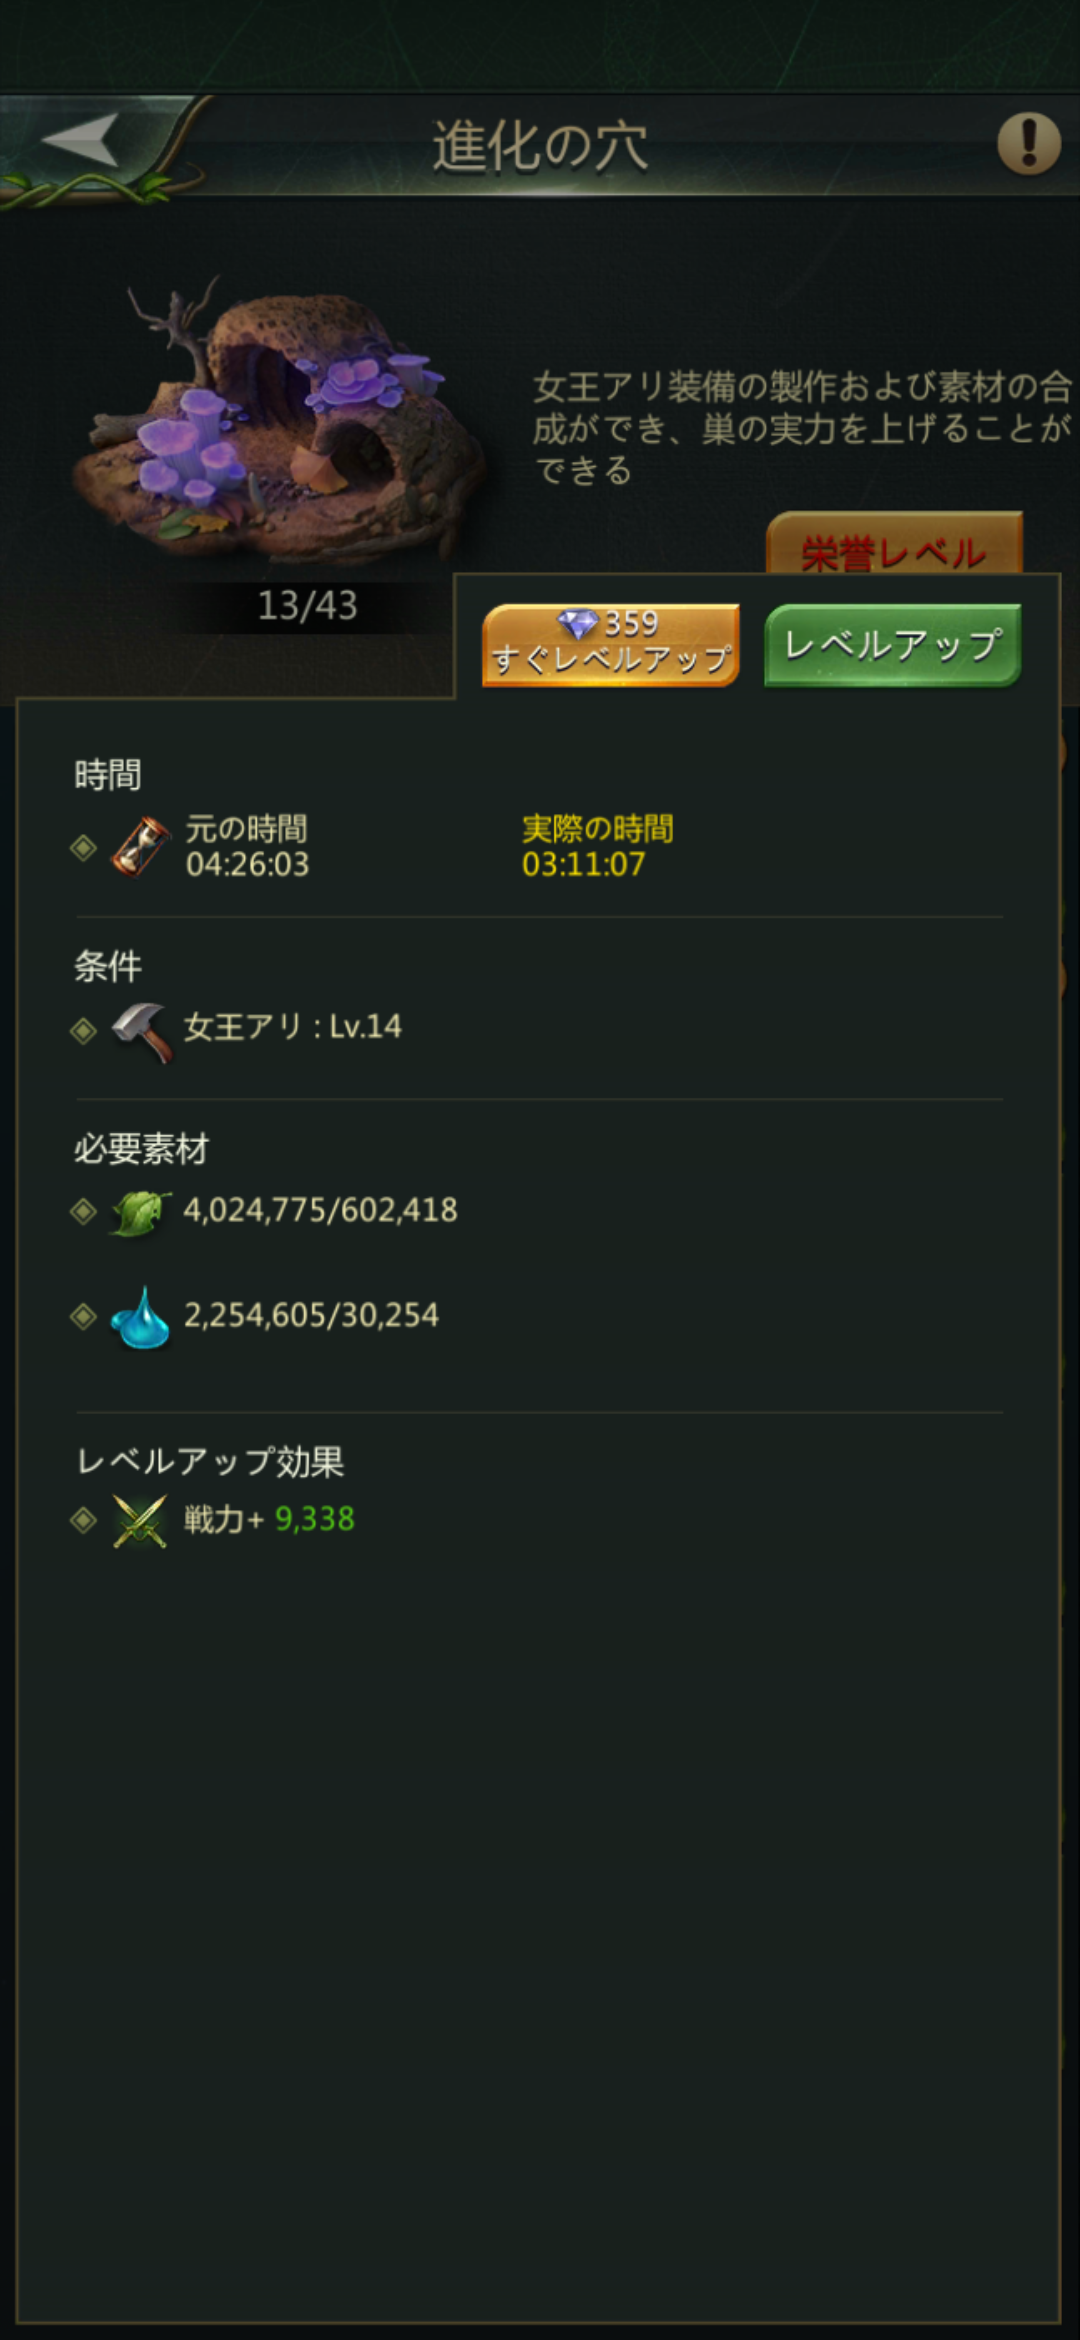 進化の穴
女王アリ装備の製作および素材の合
成ができ、巣の実力を上げることが
できる
栄誉レベル
13/43
359
すぐレベルアップ
レベルアップ
時間
元の時間
実際の時間
04:26:03
03:11:07
条件
女王アリ : Lv.14
必要素材
4,024,775/602,418
2,254,605/30,254
レベルアップ効果
戦力+ 9,338